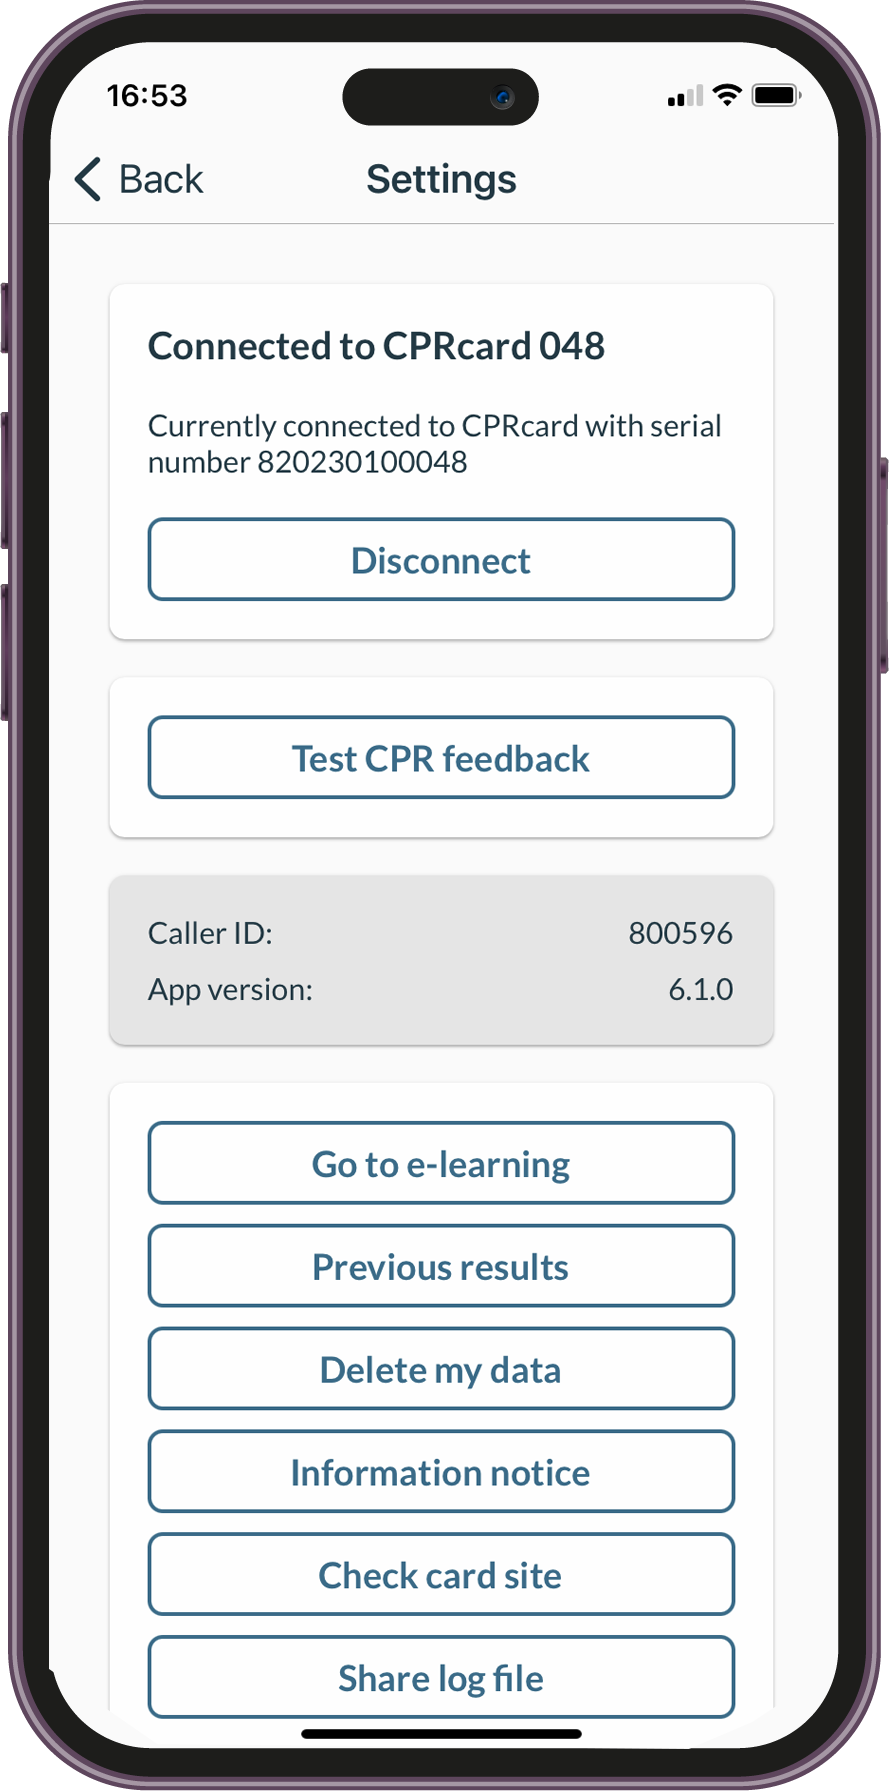 16:53
Back
Settings
Connected to CPRcard 048
Currently connected to CPRcard with serial
number 820230100048
Disconnect
Test CPR feedback
Caller ID: 800596
App version: 6.1.0
Go to e-learning
Previous results
Delete my data
Information notice
Check card site
Share log file